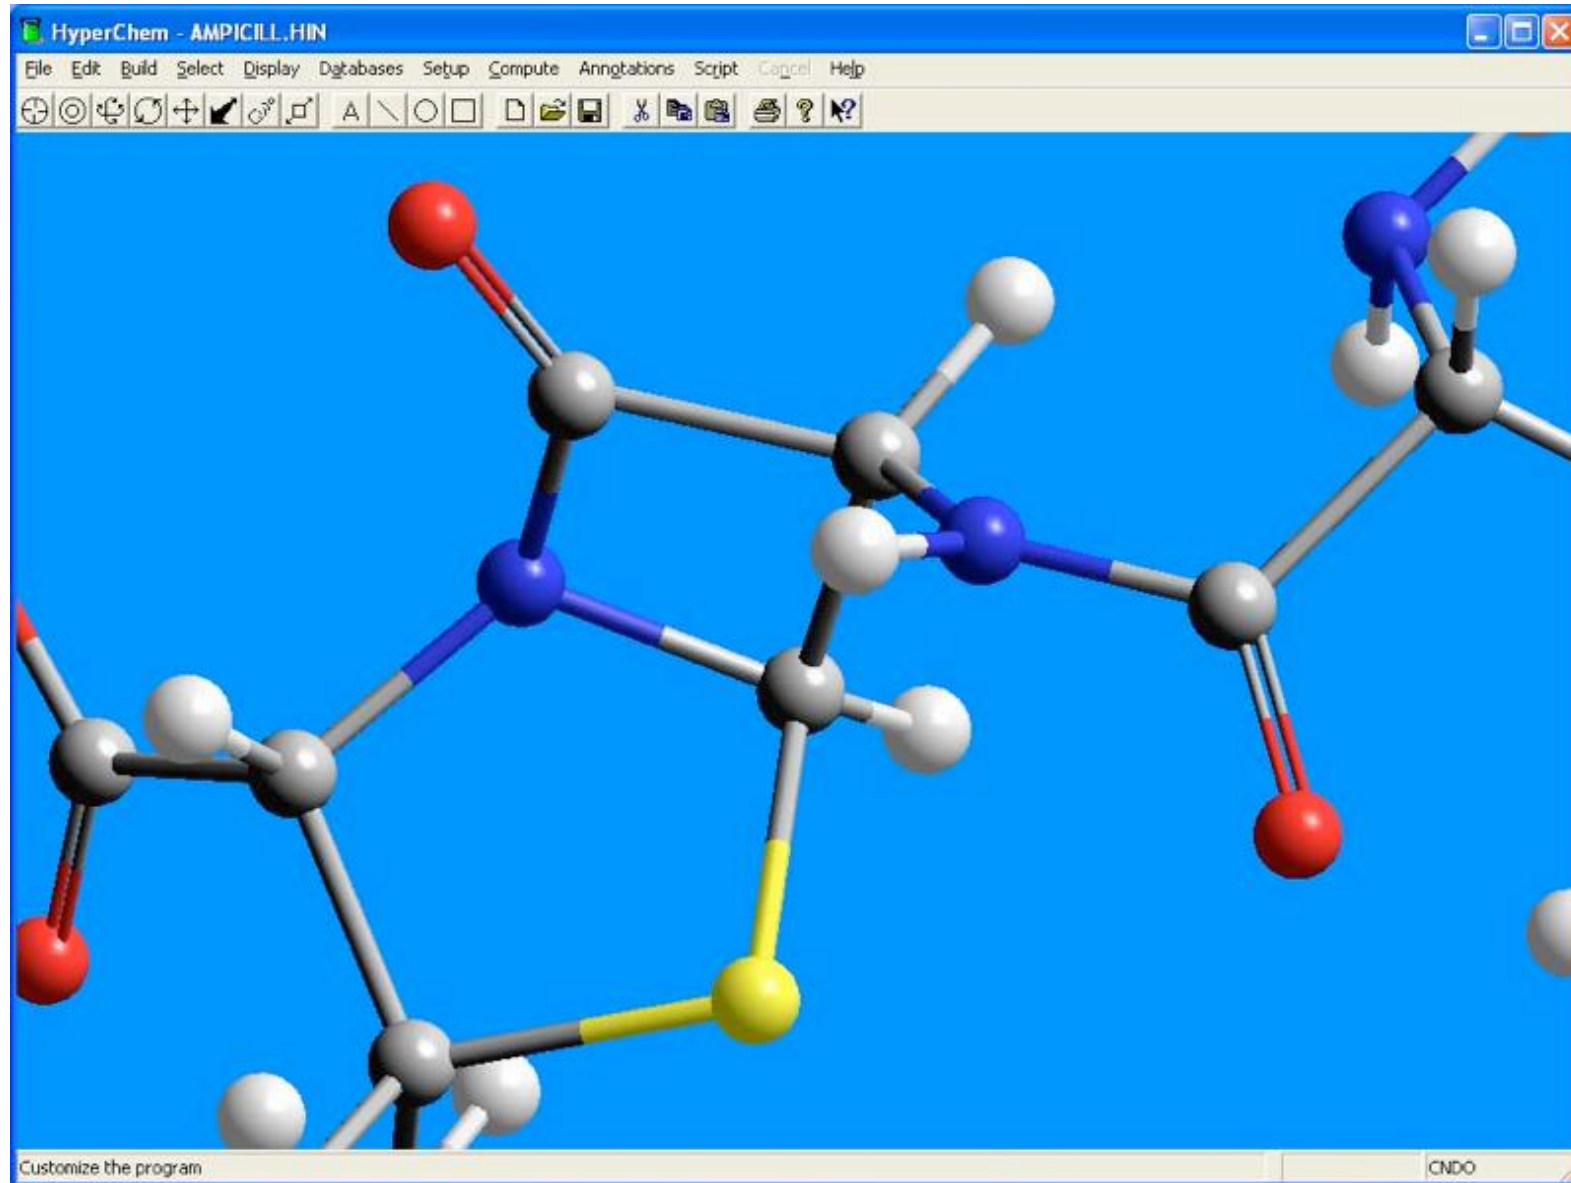 HyperChem - AMPICILL.HIN
File Edit Build Select Display Databases Setup Compute Annotations Script Cancel Help
A ? ?
Customize the program CNDO